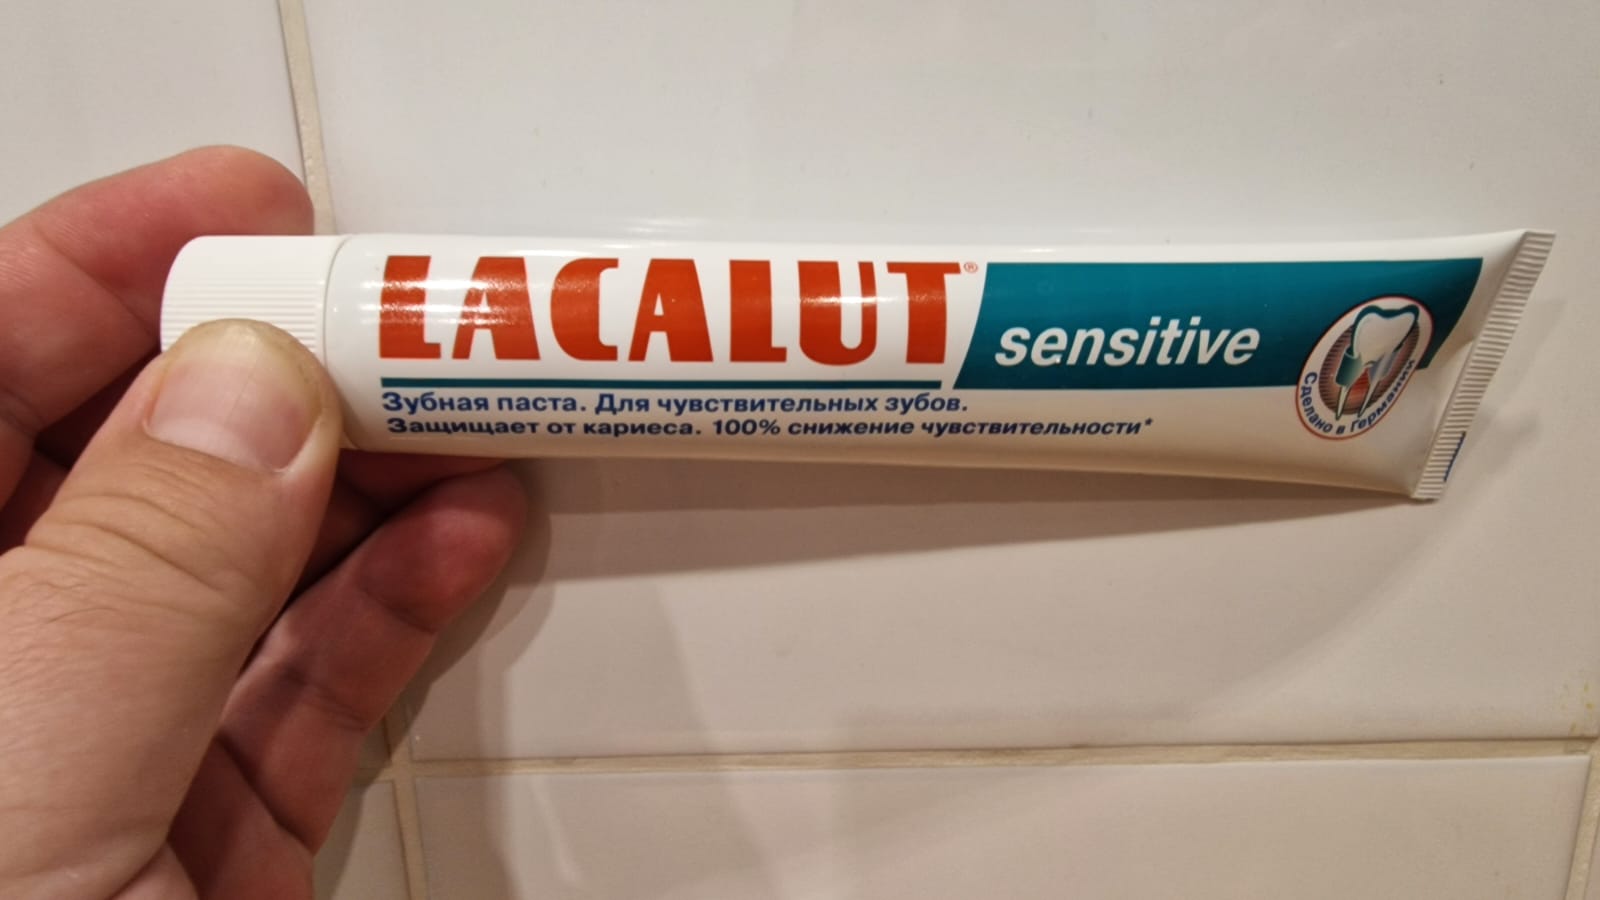 LACALUT®
sensitive
Зубная паста. Для чувствительных зубов.
Защищает от кариеса. 100% снижение чувствительности*
Сделано в Германии